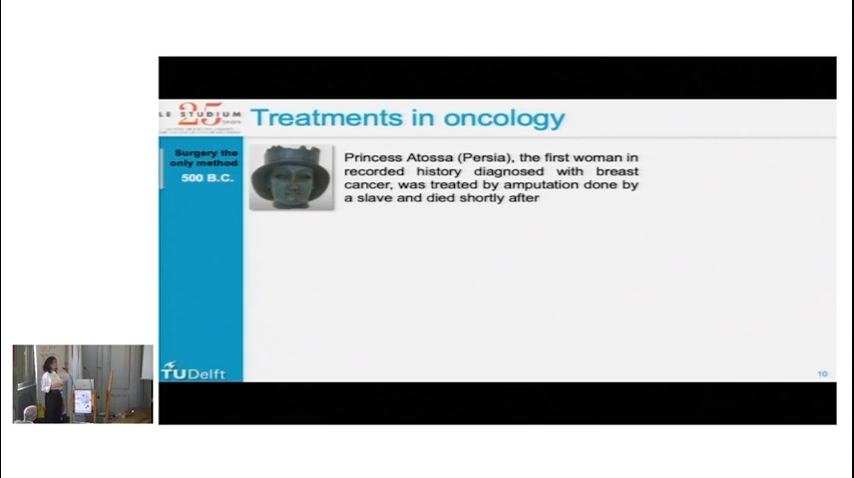 LE STUDIUM
25
Treatments in oncology
Surgery the
only method
500 B.C.
Princess Atossa (Persia), the first woman in
recorded history diagnosed with breast
cancer, was treated by amputation done by
a slave and died shortly after
TUDelft
10